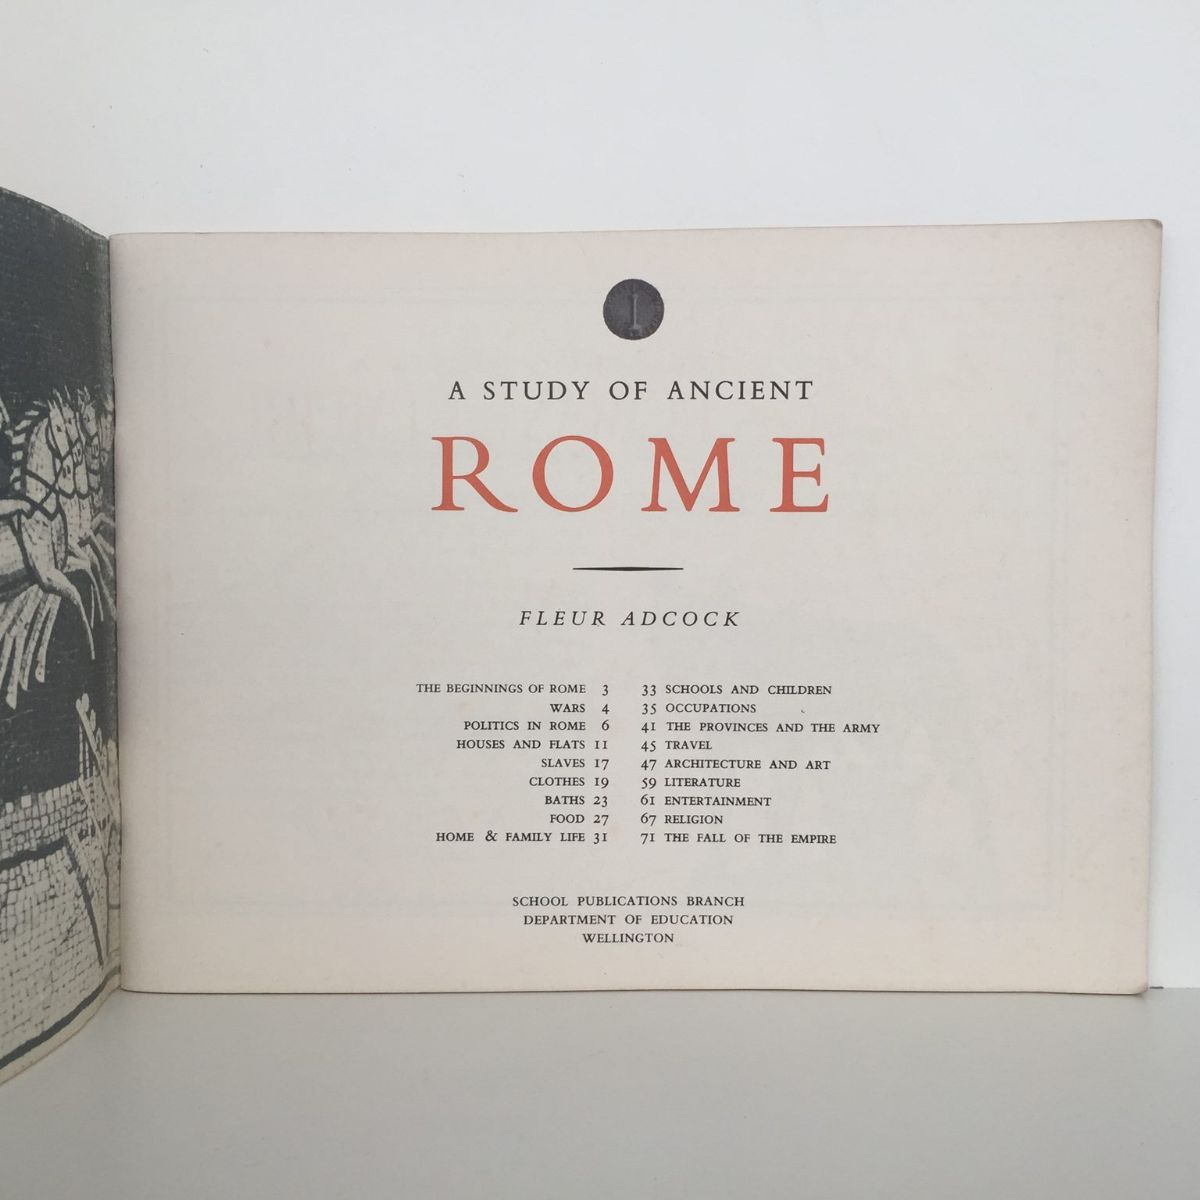 A STUDY OF ANCIENT
ROME
FLEUR ADCOCK
THE BEGINNINGS OF ROME 3
WARS 4
POLITICS IN ROME 6
HOUSES AND FLATS 11
SLAVES 17
CLOTHES 19
BATHS 23
FOOD 27
HOME & FAMILY LIFE 31
33 SCHOOLS AND CHILDREN
35 OCCUPATIONS
41 THE PROVINCES AND THE ARMY
45 TRAVEL
47 ARCHITECTURE AND ART
59 LITERATURE
61 ENTERTAINMENT
67 RELIGION
71 THE FALL OF THE EMPIRE
SCHOOL PUBLICATIONS BRANCH
DEPARTMENT OF EDUCATION
WELLINGTON